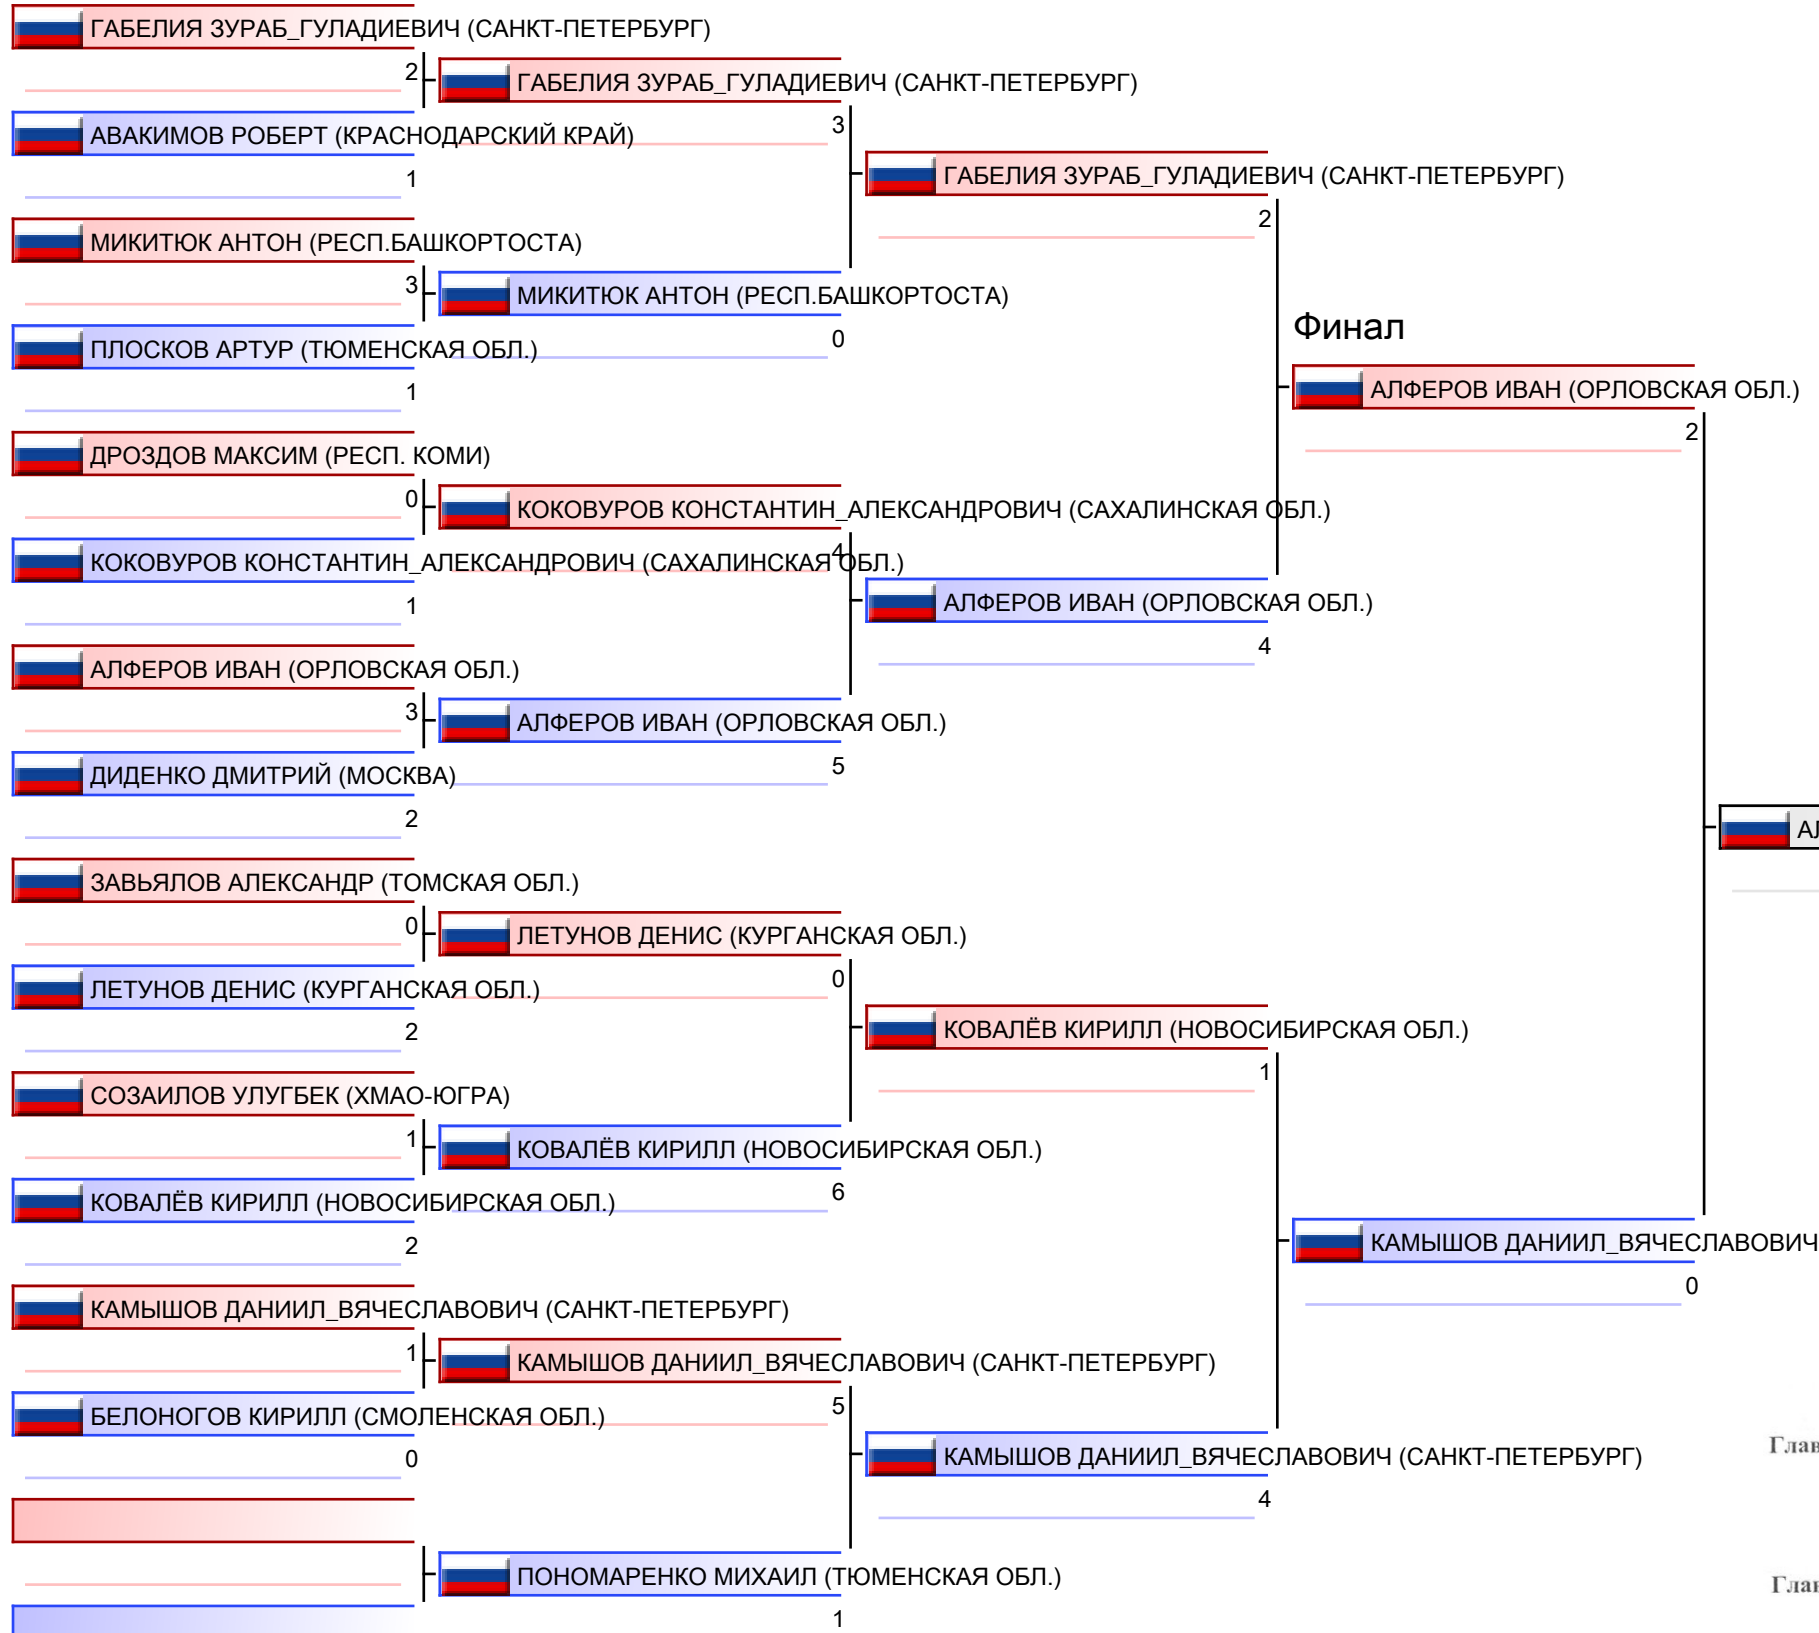 ГАБЕЛИЯ ЗУРАБ_ГУЛАДИЕВИЧ (САНКТ-ПЕТЕРБУРГ)
2
ГАБЕЛИЯ ЗУРАБ_ГУЛАДИЕВИЧ (САНКТ-ПЕТЕРБУРГ)
3
АВАКИМОВ РОБЕРТ (КРАСНОДАРСКИЙ КРАЙ)
1
ГАБЕЛИЯ ЗУРАБ_ГУЛАДИЕВИЧ (САНКТ-ПЕТЕРБУРГ)
2
МИКИТЮК АНТОН (РЕСП.БАШКОРТОСТА)
3
МИКИТЮК АНТОН (РЕСП.БАШКОРТОСТА)
0
Финал
ПЛОСКОВ АРТУР (ТЮМЕНСКАЯ ОБЛ.)
1
АЛФЕРОВ ИВАН (ОРЛОВСКАЯ ОБЛ.)
2
ДРОЗДОВ МАКСИМ (РЕСП. КОМИ)
0
КОКОВУРОВ КОНСТАНТИН_АЛЕКСАНДРОВИЧ (САХАЛИНСКАЯ ОБЛ.)
4
КОКОВУРОВ КОНСТАНТИН_АЛЕКСАНДРОВИЧ (САХАЛИНСКАЯ ОБЛ.)
1
АЛФЕРОВ ИВАН (ОРЛОВСКАЯ ОБЛ.)
4
АЛФЕРОВ ИВАН (ОРЛОВСКАЯ ОБЛ.)
3
АЛФЕРОВ ИВАН (ОРЛОВСКАЯ ОБЛ.)
5
ДИДЕНКО ДМИТРИЙ (МОСКВА)
2
АЛ
ЗАВЬЯЛОВ АЛЕКСАНДР (ТОМСКАЯ ОБЛ.)
0
ЛЕТУНОВ ДЕНИС (КУРГАНСКАЯ ОБЛ.)
0
ЛЕТУНОВ ДЕНИС (КУРГАНСКАЯ ОБЛ.)
2
КОВАЛЁВ КИРИЛЛ (НОВОСИБИРСКАЯ ОБЛ.)
1
СОЗАИЛОВ УЛУГБЕК (ХМАО-ЮГРА)
1
КОВАЛЁВ КИРИЛЛ (НОВОСИБИРСКАЯ ОБЛ.)
6
КОВАЛЁВ КИРИЛЛ (НОВОСИБИРСКАЯ ОБЛ.)
2
КАМЫШОВ ДАНИИЛ_ВЯЧЕСЛАВОВИЧ
0
КАМЫШОВ ДАНИИЛ_ВЯЧЕСЛАВОВИЧ (САНКТ-ПЕТЕРБУРГ)
1
КАМЫШОВ ДАНИИЛ_ВЯЧЕСЛАВОВИЧ (САНКТ-ПЕТЕРБУРГ)
5
БЕЛОНОГОВ КИРИЛЛ (СМОЛЕНСКАЯ ОБЛ.)
0
КАМЫШОВ ДАНИИЛ_ВЯЧЕСЛАВОВИЧ (САНКТ-ПЕТЕРБУРГ)
4
Глав
ПОНОМАРЕНКО МИХАИЛ (ТЮМЕНСКАЯ ОБЛ.)
1